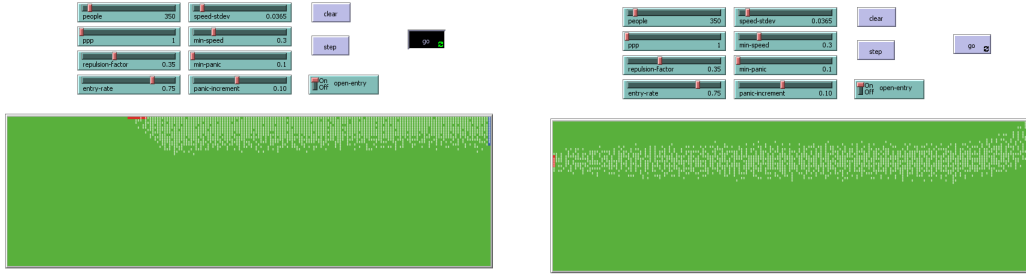 people 350
speed-stdev 0.0365
clear
ppp 1
min-speed 0.3
step
go
repulsion-factor 0.35
min-panic 0.1
entry-rate 0.75
panic-increment 0.10
On
Off
open-entry
people 350
speed-stdev 0.0365
clear
ppp 1
min-speed 0.3
step
go
repulsion-factor 0.35
min-panic 0.1
entry-rate 0.75
panic-increment 0.10
On
Off
open-entry